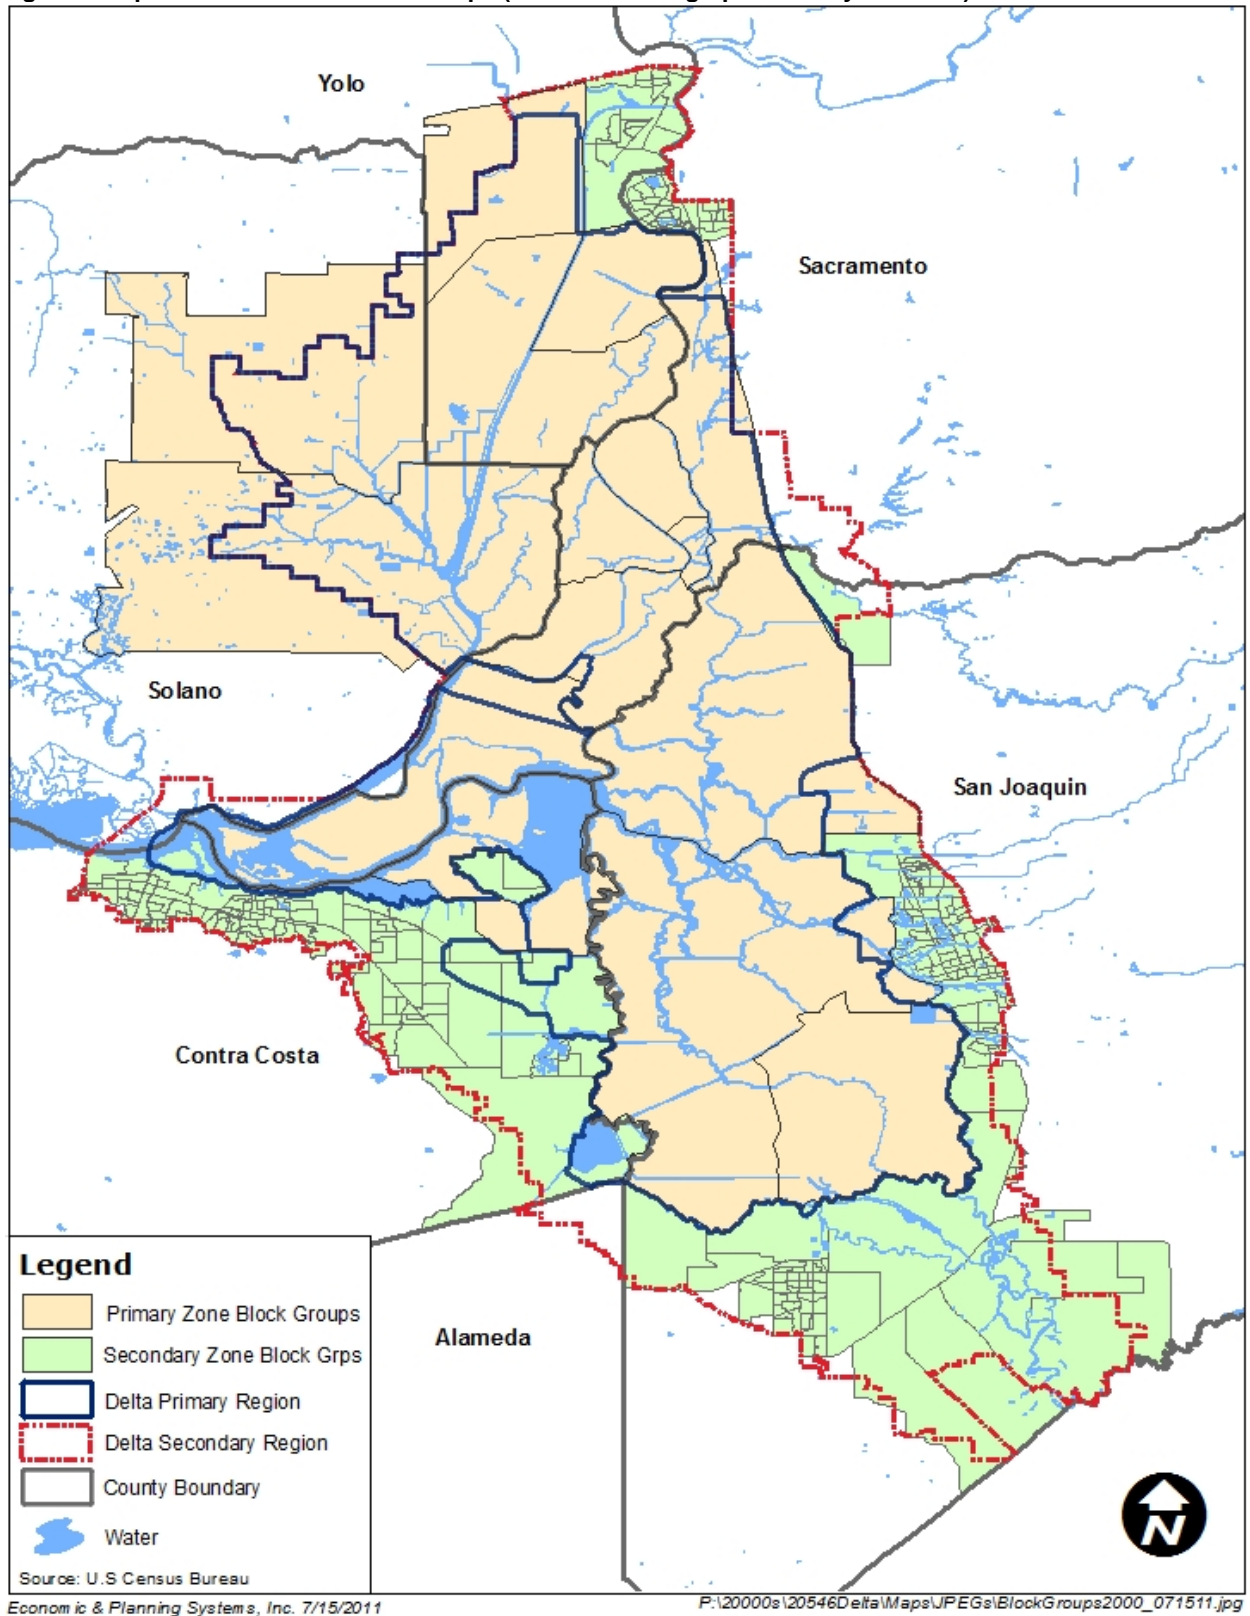 Yolo
Sacramento
Solano
San Joaquin
Contra Costa
Alameda
Legend
Primary Zone Block Groups
Secondary Zone Block Grps
Delta Primary Region
Delta Secondary Region
County Boundary
Water
Source: U.S Census Bureau
N
Economic & Planning Systems, Inc. 7/15/2011
P:\20000s\20546Delta\Maps\JPEGs\BlockGroups2000_071511.jpg